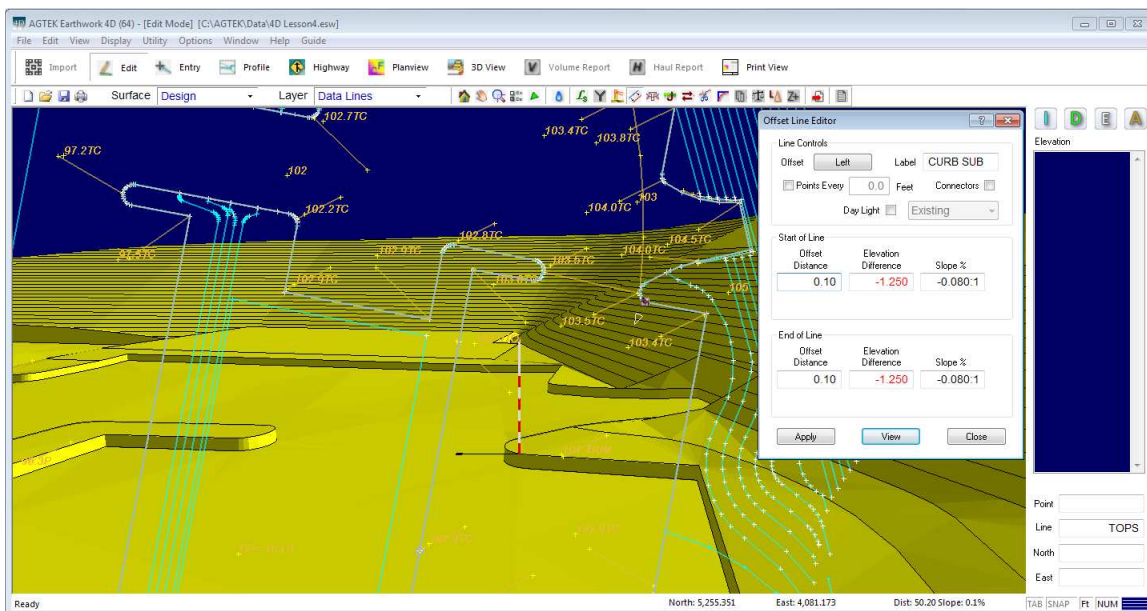 4D AGTEK Earthwork 4D (64) - [Edit Mode] [C:\AGTEK\Data\4D Lesson4.esw]
File Edit View Display Utility Options Window Help Guide
Import Edit Entry Profile Highway Planview 3D View Volume Report Haul Report Print View
Surface Design Layer Data Lines
I D E A
Elevation
102.7TC
103.4TC
103.8TC
97.2TC
102
103
102.2TC
104.0TC
102.8TC
104.5TC
104.0TC
103.5TC
105
103.5TC
103.4TC
Offset Line Editor
Line Controls
Offset Left Label CURB SUB
Points Every 0.0 Feet Connectors
Day Light Existing
Start of Line
Offset Distance Elevation Difference Slope %
0.10 -1.250 -0.080:1
End of Line
Offset Distance Elevation Difference Slope %
0.10 -1.250 -0.080:1
Apply View Close
Point
Line TOPS
North
East
Ready North: 5,255.351 East: 4,081.173 Dist: 50.20 Slope: 0.1% TAB SNAP Ft NUM